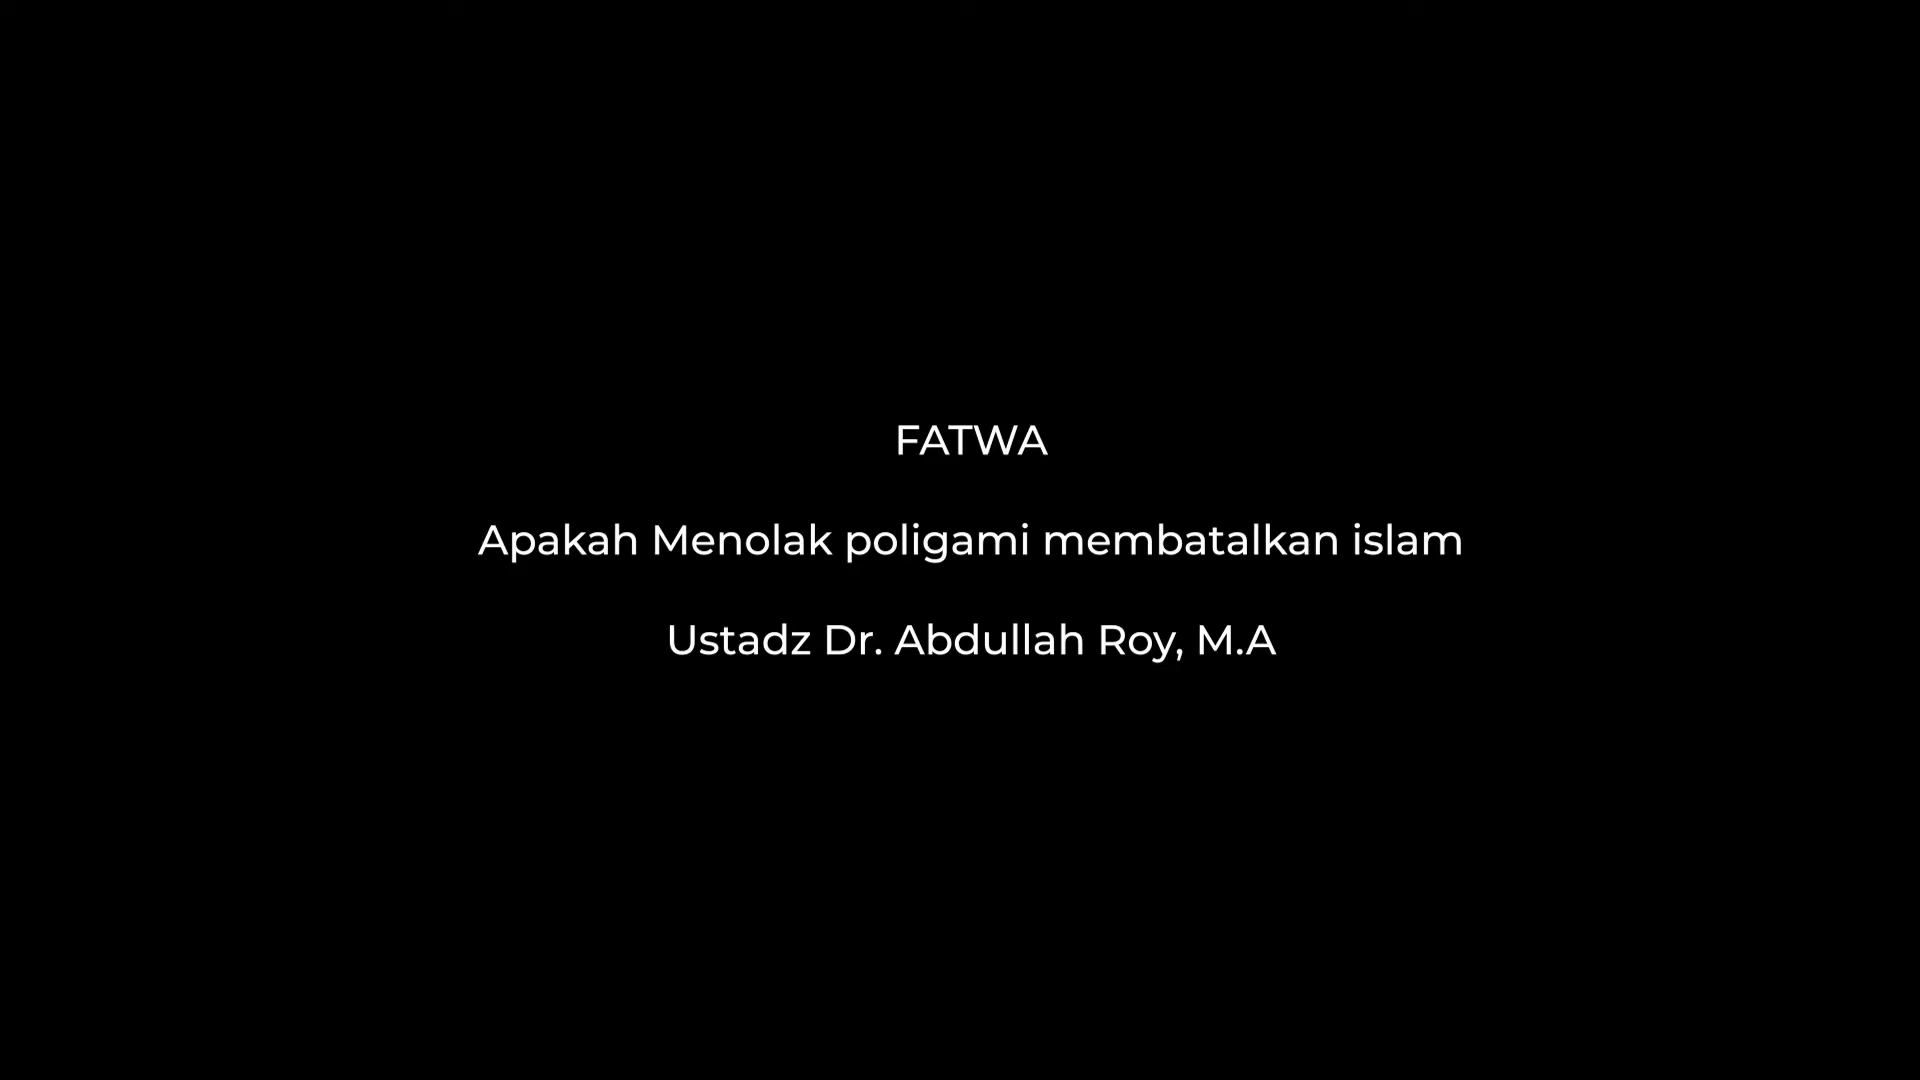 FATWA
Apakah Menolak poligami membatalkan islam
Ustadz Dr. Abdullah Roy, M.A